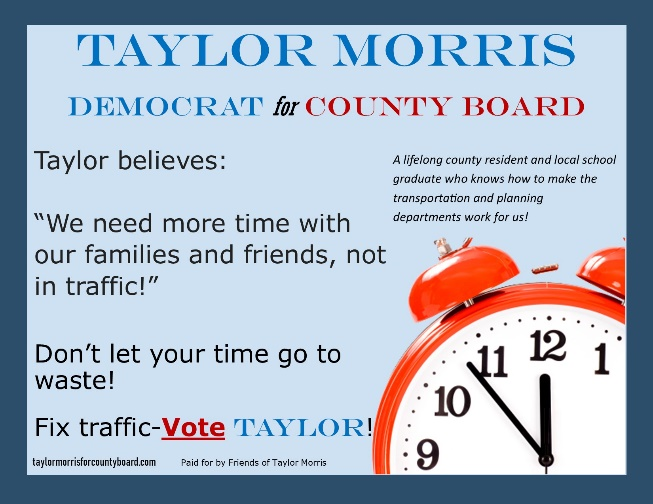 TAYLOR MORRIS
DEMOCRAT for COUNTY BOARD
Taylor believes:
“We need more time with
our families and friends, not
in traffic!”
A lifelong county resident and local school
graduate who knows how to make the
transportation and planning
departments work for us!
Don’t let your time go to
waste!
Fix traffic-Vote TAYLOR!
taylormorrisforcountyboard.com Paid for by Friends of Taylor Morris
11 12 1
10
9